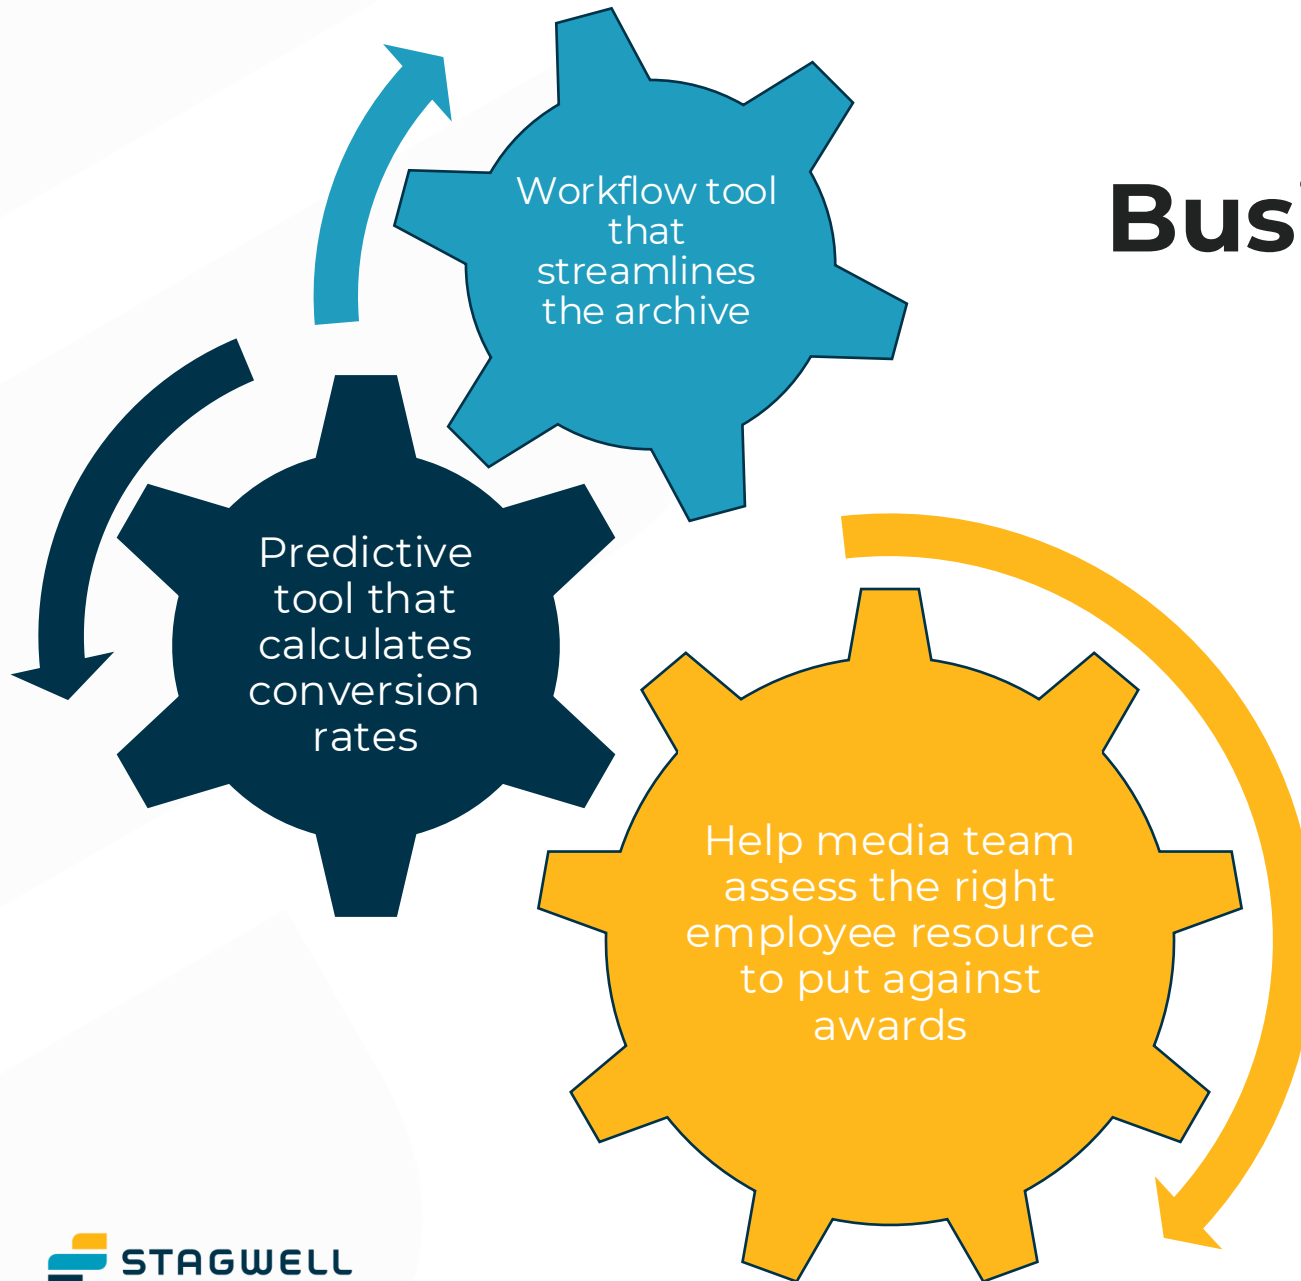 Workflow tool
that
streamlines
the archive
Predictive
tool that
calculates
conversion
rates
Help media team
assess the right
employee resource
to put against
awards
STAGWELL